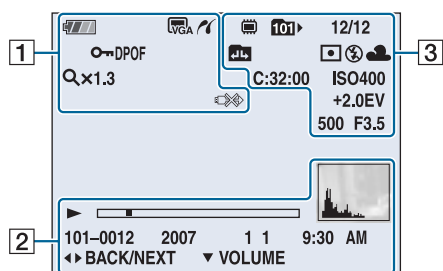 1
VGA
DPOF
×1.3
101
12/12
3
C:32:00
ISO400
+2.0EV
500 F3.5
2
101–0012 2007 1 1 9:30 AM
BACK/NEXT VOLUME